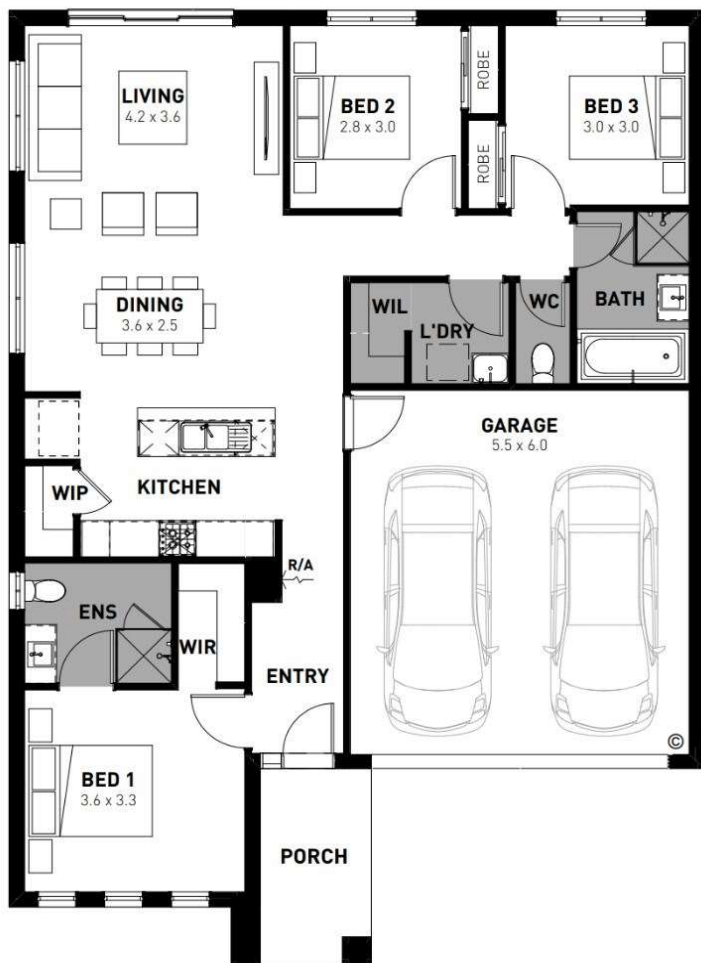 LIVING
4.2 x 3.6
BED 2
2.8 x 3.0
ROBE
ROBE
BED 3
3.0 x 3.0
DINING
3.6 x 2.5
WIL
L'DRY
WC
BATH
GARAGE
5.5 x 6.0
WIP
KITCHEN
R/A
ENS
WIR
ENTRY
©
BED 1
3.6 x 3.3
PORCH